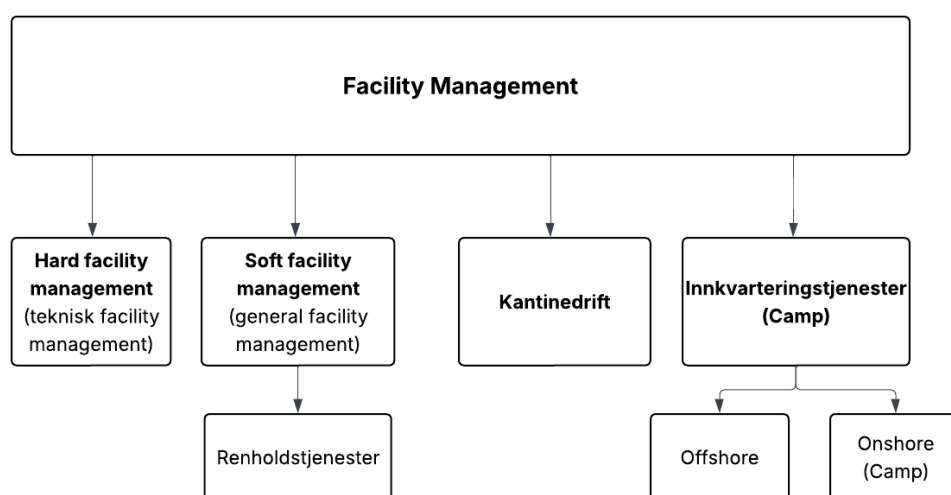 Facility Management
Hard facility
management
(teknisk facility
management)
Soft facility
management
(general facility
management)
Kantinedrift
Innkvarteringstjenester
(Camp)
Renholdstjenester
Offshore
Onshore
(Camp)